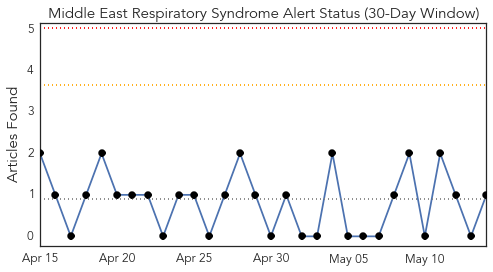 Middle East Respiratory Syndrome Alert Status (30-Day Window)
Articles Found
5
4
3
2
1
0
Apr 15 Apr 20 Apr 25 Apr 30 May 05 May 10